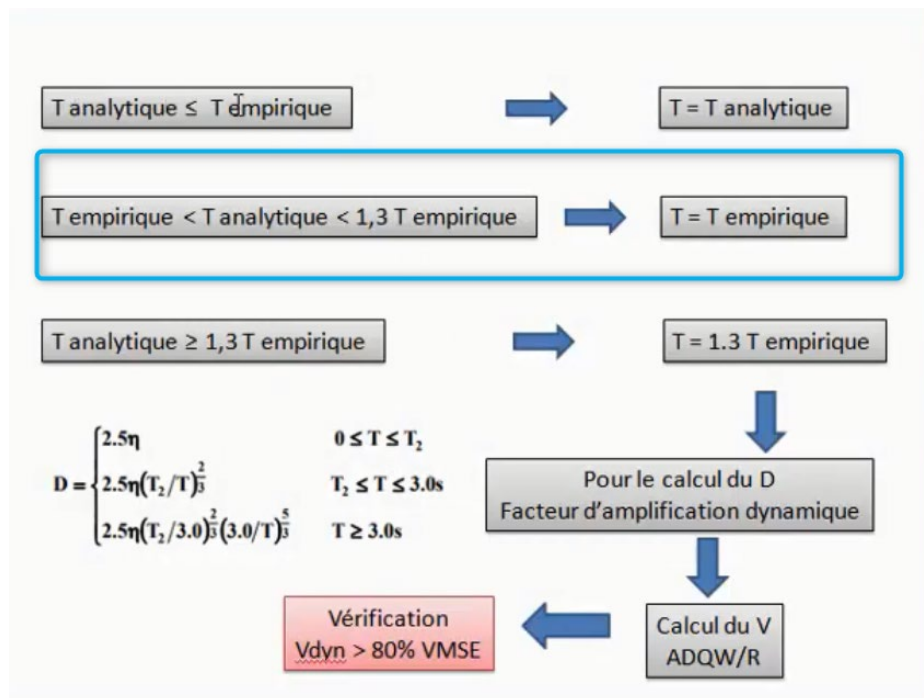 T analytique ≤ T empirique
T = T analytique
T empirique < T analytique < 1,3 T empirique
T = T empirique
T analytique ≥ 1,3 T empirique
T = 1.3 T empirique
D = {2.5η 0 ≤ T ≤ T₂
2.5η(T₂/T)^(2/3) T₂ ≤ T ≤ 3.0s
2.5η(T₂/3.0)^(2/3)(3.0/T)^(5/3) T ≥ 3.0s
Pour le calcul du D
Facteur d'amplification dynamique
Calcul du V
ADQW/R
Vérification
Vdyn > 80% VMSE